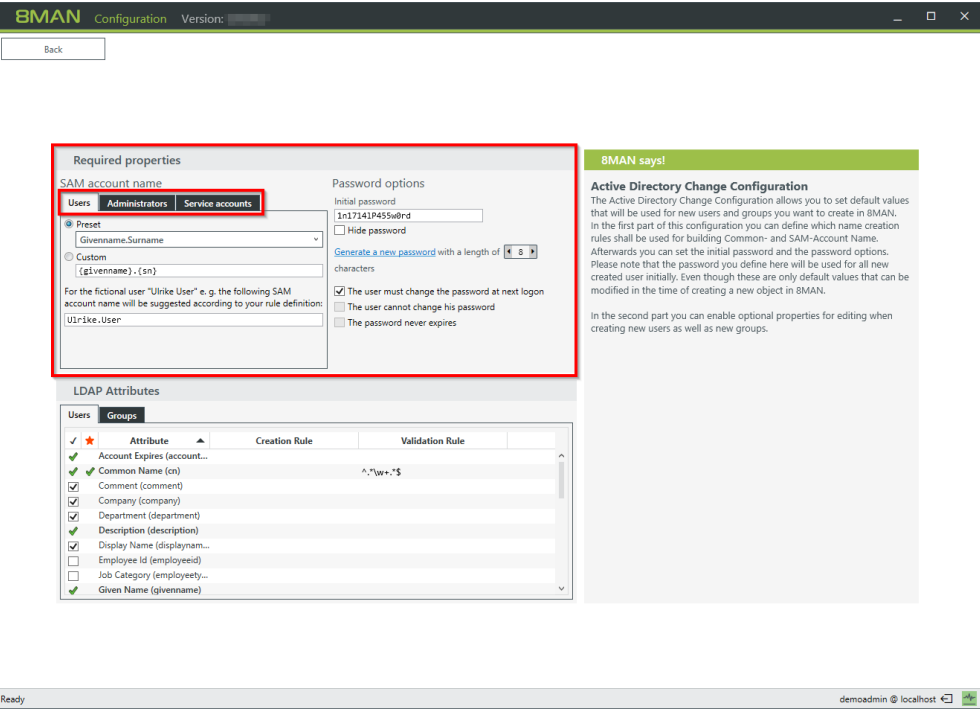 8MAN Configuration Version:
Back
Required properties
SAM account name
Users Administrators Service accounts
Preset
Givenname.Surname
Custom
{givenname}.{sn}
For the fictional user "Ulrike User" e. g. the following SAM
account name will be suggested according to your rule definition:
Ulrike.User
Password options
Initial password
1n1714lP455w0rd
Hide password
Generate a new password with a length of 8
characters
The user must change the password at next logon
The user cannot change his password
The password never expires
8MAN says!
Active Directory Change Configuration
The Active Directory Change Configuration allows you to set default values
that will be used for new users and groups you want to create in 8MAN.
In the first part of this configuration you can define which name creation
rules shall be used for building Common- and SAM-Account Name.
Afterwards you can set the initial password and the password options.
Please note that the password you define here will be used for all new
created user initially. Even though these are only default values that can be
modified in the time of creating a new object in 8MAN.
In the second part you can enable optional properties for editing when
creating new users as well as new groups.
LDAP Attributes
Users Groups
Attribute Creation Rule Validation Rule
Account Expires (account...
Common Name (cn) ^.*\w+.*$
Comment (comment)
Company (company)
Department (department)
Description (description)
Display Name (displaynam...
Employee Id (employeeid)
Job Category (employeety...
Given Name (givenname)
Ready
demoadmin @ localhost